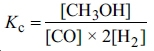 Kc = [CH3OH] / [CO] × 2[H2]